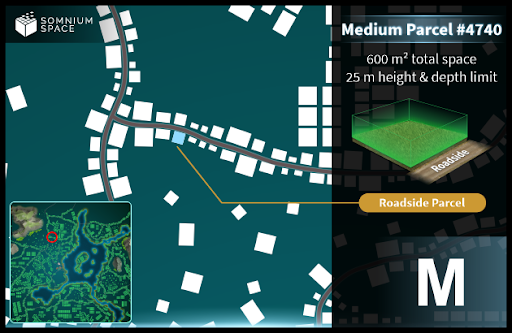 SOMNIUM
SPACE
Medium Parcel #4740
600 m² total space
25 m height & depth limit
Roadside
Roadside Parcel
M